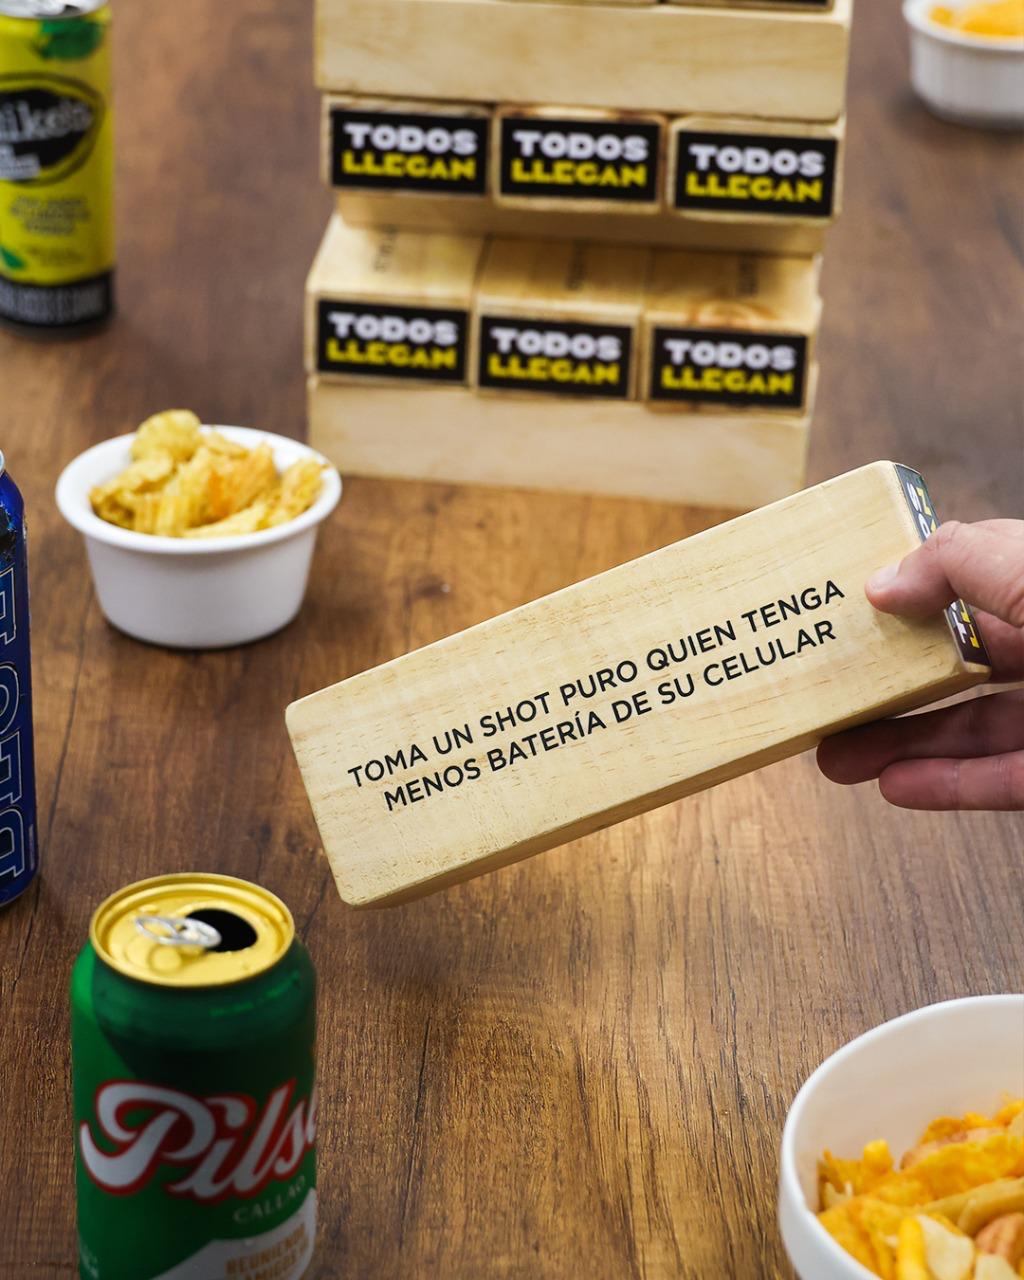 TODOS
LLEGAN
TODOS
LLEGAN
TODOS
LLEGAN
TODOS
LLEGAN
TODOS
LLEGAN
TODOS
LLEGAN
TOMA UN SHOT PURO QUIEN TENGA
MENOS BATERÍA DE SU CELULAR
CALLAO
REUNIENDO